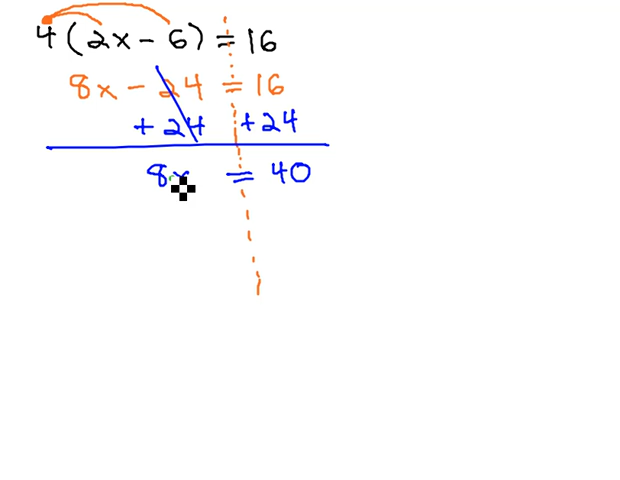 4(2x - 6) = 16
8x - 24 = 16
+ 24 + 24
8x = 40